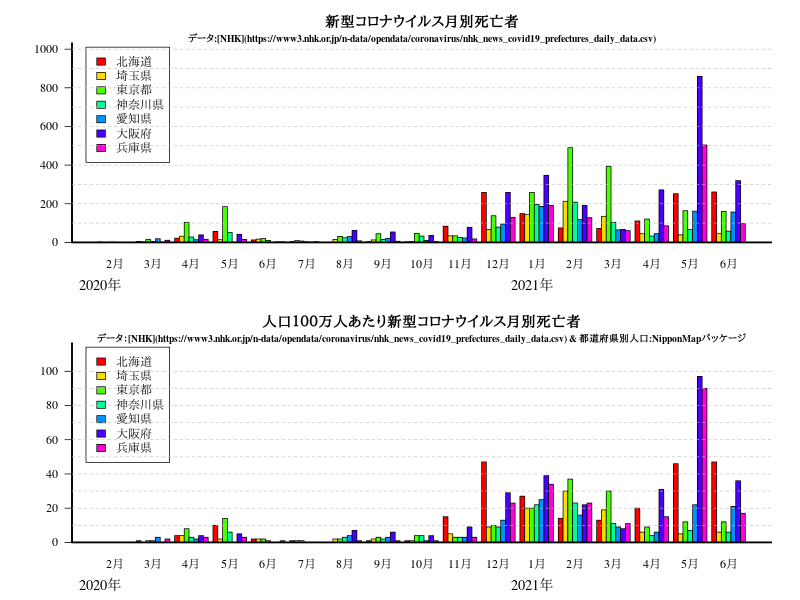 新型コロナウイルス月別死亡者
データ:[NHK](https://www3.nhk.or.jp/n-data/opendata/coronavirus/nhk_news_covid19_prefectures_daily_data.csv)
1000
800
600
400
200
0
北海道
埼玉県
東京都
神奈川県
愛知県
大阪府
兵庫県
2月 3月 4月 5月 6月 7月 8月 9月 10月 11月 12月 1月 2月 3月 4月 5月 6月
2020年 2021年
人口100万人あたり新型コロナウイルス月別死亡者
データ:[NHK](https://www3.nhk.or.jp/n-data/opendata/coronavirus/nhk_news_covid19_prefectures_daily_data.csv) & 都道府県別人口:NipponMapパッケージ
100
80
60
40
20
0
北海道
埼玉県
東京都
神奈川県
愛知県
大阪府
兵庫県
2月 3月 4月 5月 6月 7月 8月 9月 10月 11月 12月 1月 2月 3月 4月 5月 6月
2020年 2021年